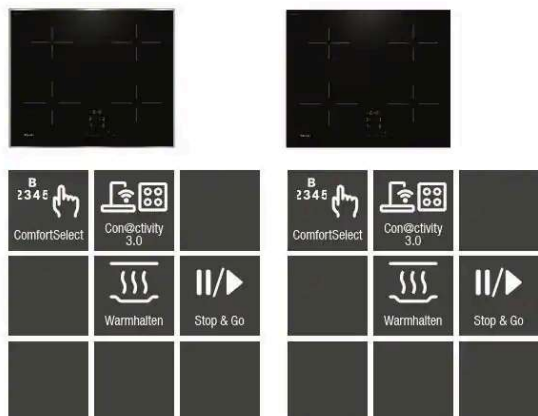 B
2345
ComfortSelect
Con@ctivity
3.0
Warmhalten
Stop & Go
B
2345
ComfortSelect
Con@ctivity
3.0
Warmhalten
Stop & Go